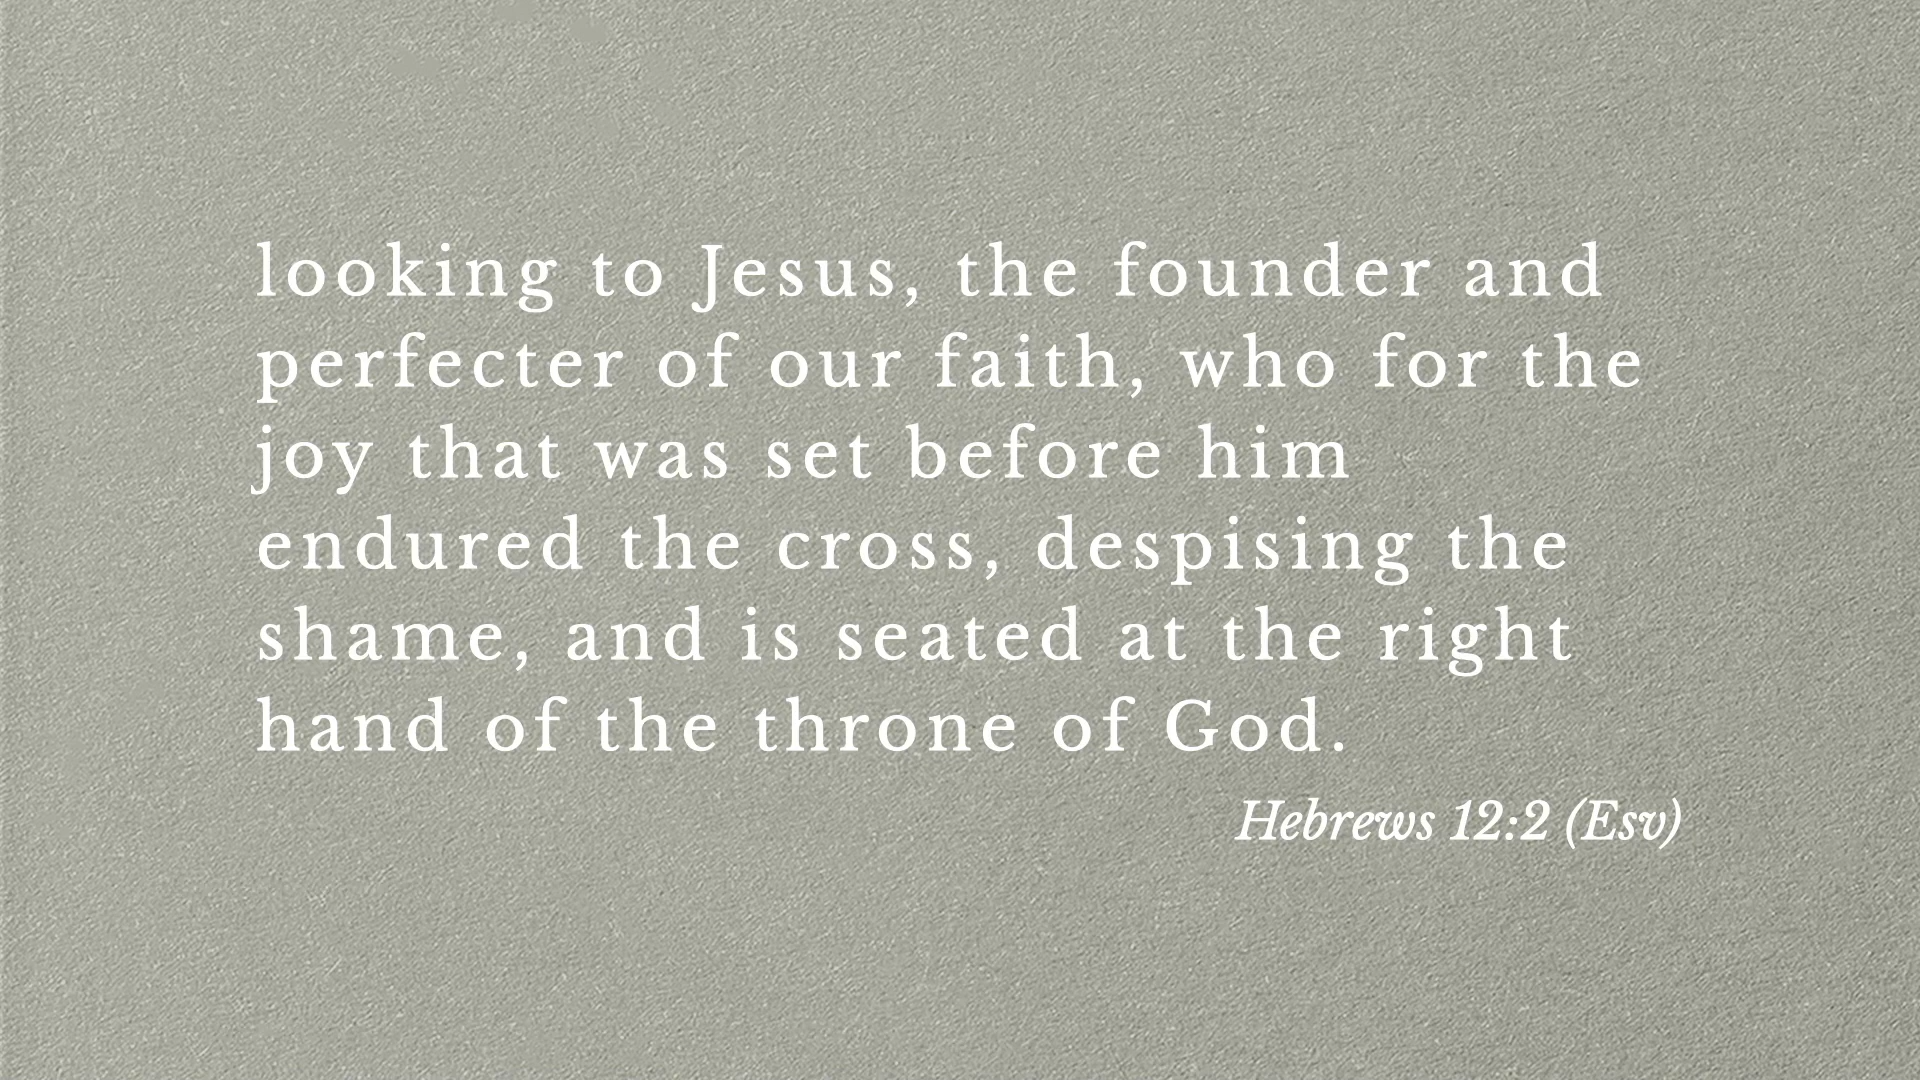 looking to Jesus, the founder and
perfecter of our faith, who for the
joy that was set before him
endured the cross, despising the
shame, and is seated at the right
hand of the throne of God.
Hebrews 12:2 (Esv)